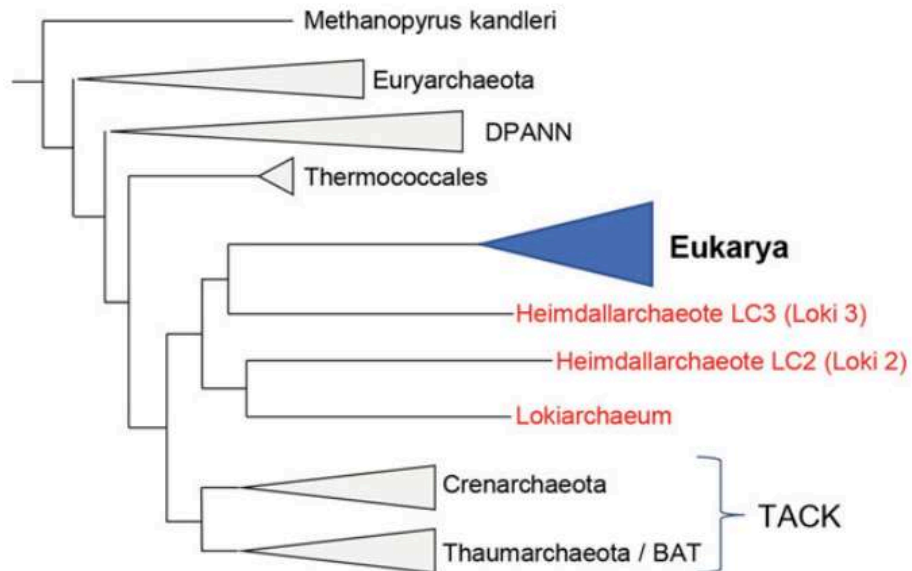 Methanopyrus kandleri
Euryarchaeota
DPANN
Thermococcales
Eukarya
Heimdallarchaeote LC3 (Loki 3)
Heimdallarchaeote LC2 (Loki 2)
Lokiarchaeum
Crenarchaeota
TACK
Thaumarchaeota / BAT